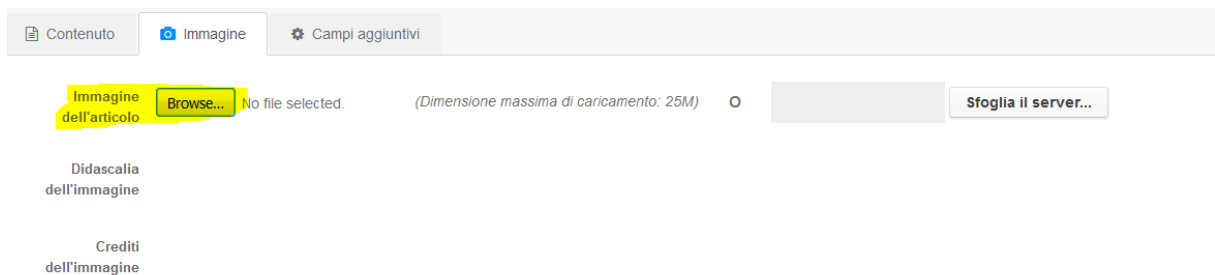 Contenuto Immagine Campi aggiuntivi
Immagine
dell'articolo
Browse... No file selected. (Dimensione massima di caricamento: 25M) O Sfoglia il server...
Didascalia
dell'immagine
Crediti
dell'immagine